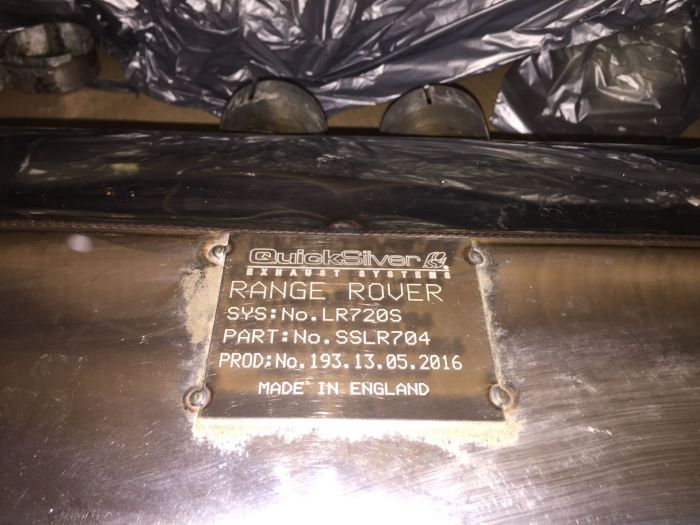 QuickSilver
EXHAUST SYSTEMS
RANGE ROVER
SYS:No.LR720S
PART:No.SSLR704
PROD:No.193.13.05.2016
MADE IN ENGLAND